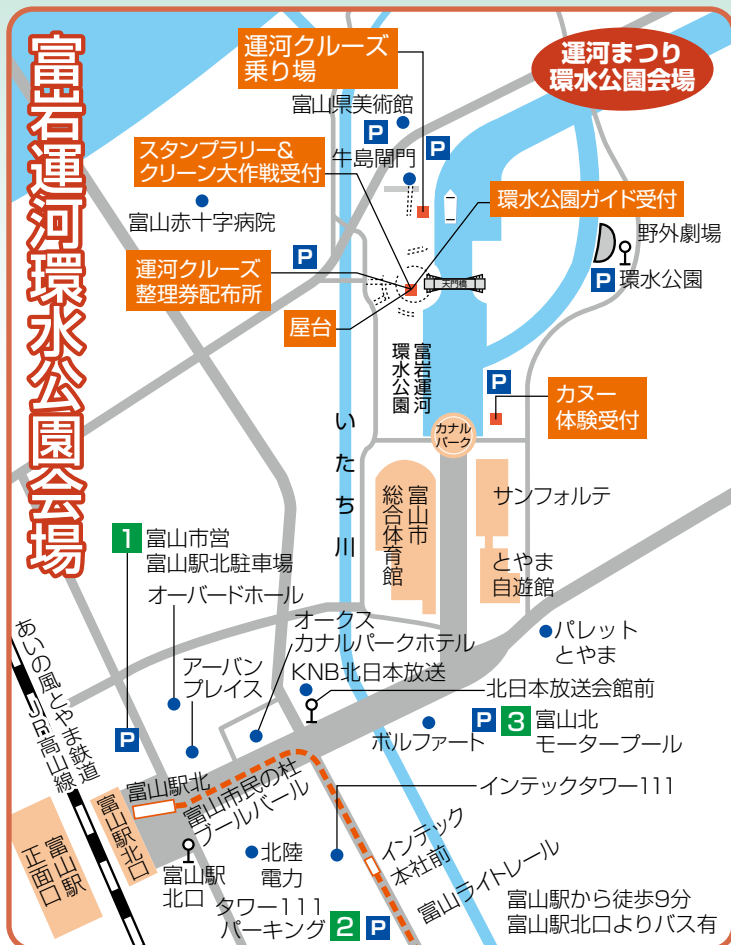 富岩運河環水公園会場
運河まつり
環水公園会場
運河クルーズ
乗り場
富山県美術館
P
P
牛島閘門
スタンプラリー&
クリーン大作戦受付
環水公園ガイド受付
富山赤十字病院
野外劇場
P
運河クルーズ
整理券配布所
P
環水公園
天門橋
屋台
富岩運河
環水公園
P
カヌー
体験受付
いたち川
カナル
パーク
富山市
総合体育館
サンフォルテ
とやま
自遊館
1
富山市営
富山駅北駐車場
オーバードホール
オークス
カナルパークホテル
パレット
とやま
アーバン
プレイス
KNB北日本放送
北日本放送会館前
あいの風とやま鉄道
JR高山線
P
ボルファート
P
3
富山北
モータープール
富山駅北
富山市民の杜
ブールバール
インテックタワー111
富山駅北口
富山駅
正面口
富山駅
北口
北陸
電力
インテック
本社前
富山ライトレール
タワー111
パーキング
2
P
富山駅から徒歩9分
富山駅北口よりバス有